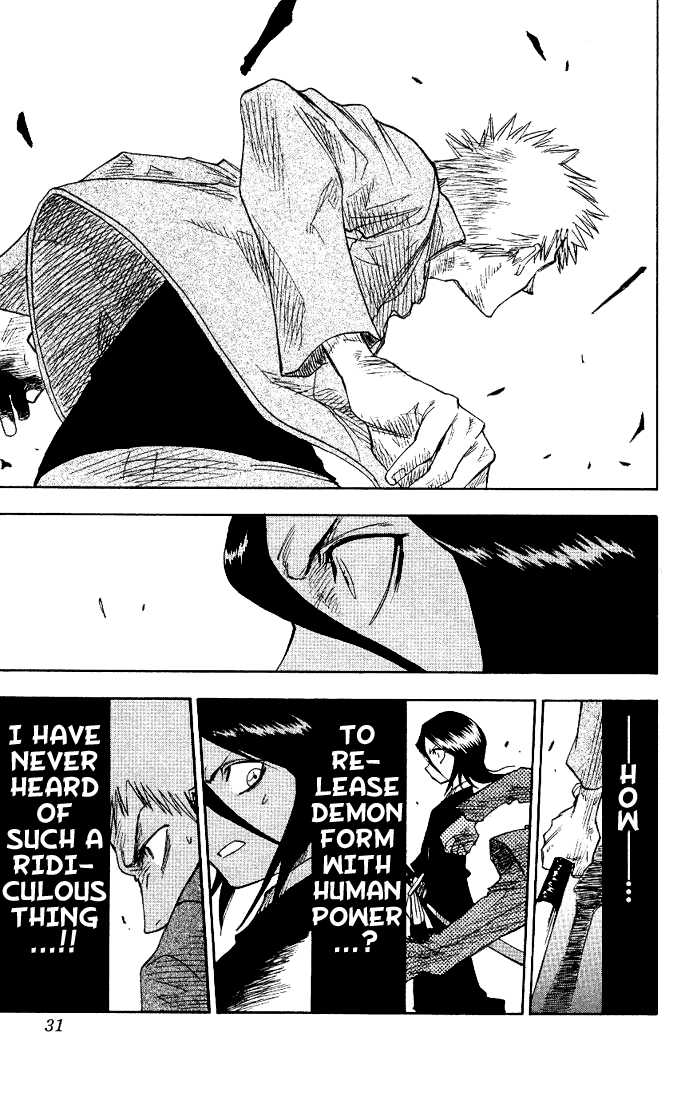 ——HOW——...
TO
RE-
LEASE
DEMON
FORM
WITH
HUMAN
POWER
...?
I HAVE
NEVER
HEARD
OF
SUCH A
RIDI-
CULOUS
THING
...!!
31